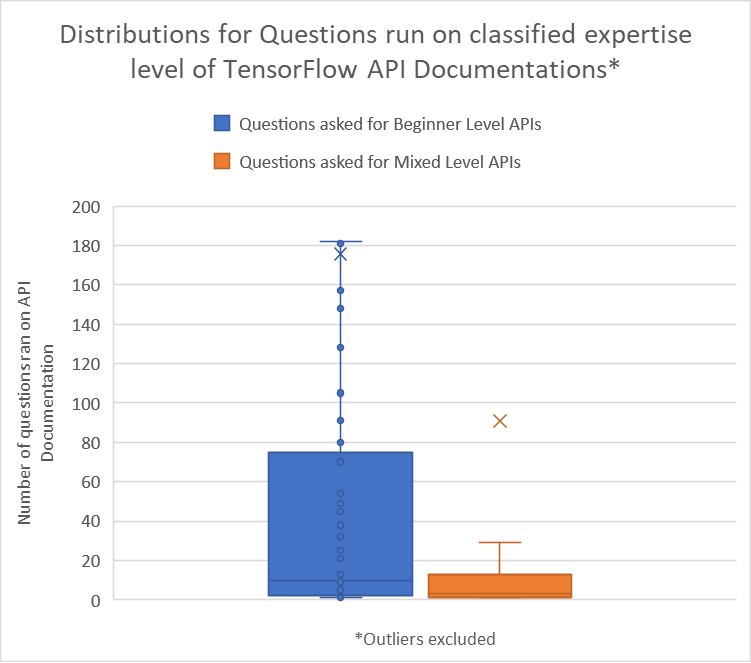 Distributions for Questions run on classified expertise
level of TensorFlow API Documentations*
Questions asked for Beginner Level APIs
Questions asked for Mixed Level APIs
Number of questions ran on API
Documentation
200
180
160
140
120
100
80
60
40
20
0
*Outliers excluded